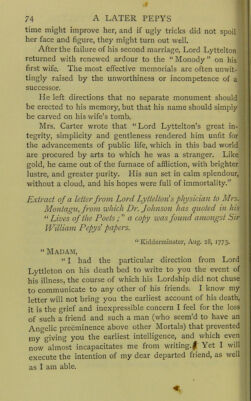 74 A LATER PEPYS
time might improve her, and if ugly tricks did not spoil
her face and figure, they might turn out well.
After the failure of his second marriage, Lord Lyttelton
returned with renewed ardour to the "Monody" on his
first wife. The most effective memorials are often unwit-
tingly raised by the unworthiness or incompetence of a
successor.
He left directions that no separate monument should
be erected to his memory, but that his name should simply
be carved on his wife's tomb.
Mrs. Carter wrote that "Lord Lyttelton's great in-
tegrity, simplicity and gentleness rendered him unfit for
the advancements of public life, which in this bad world
are procured by arts to which he was a stranger. Like
gold, he came out of the furnace of affliction, with brighter
lustre, and greater purity. His sun set in calm splendour,
without a cloud, and his hopes were full of immortality."
Extract of a letter from Lord Lyttelton's physician to Mrs.
Montagu, from which Dr. Johnson has quoted in his
"Lives of the Poets;" a copy was found amongst Sir
William Pepys' papers.
"Kidderminster, Aug. 28, 1773.
"MADAM,
"I had the particular direction from Lord
Lyttleton on his death bed to write to you the event of
his illness, the course of which his Lordship did not chuse
to communicate to any other of his friends. I know my
letter will not bring you the earliest account of his death,
it is the grief and inexpressible concern I feel for the loss
of such a friend and such a man (who seem'd to have an
Angelic preëminence above other Mortals) that prevented
my giving you the earliest intelligence, and which even
now almost incapacitates me from writing. Yet I will
execute the intention of my dear departed friend, as well
as I am able.